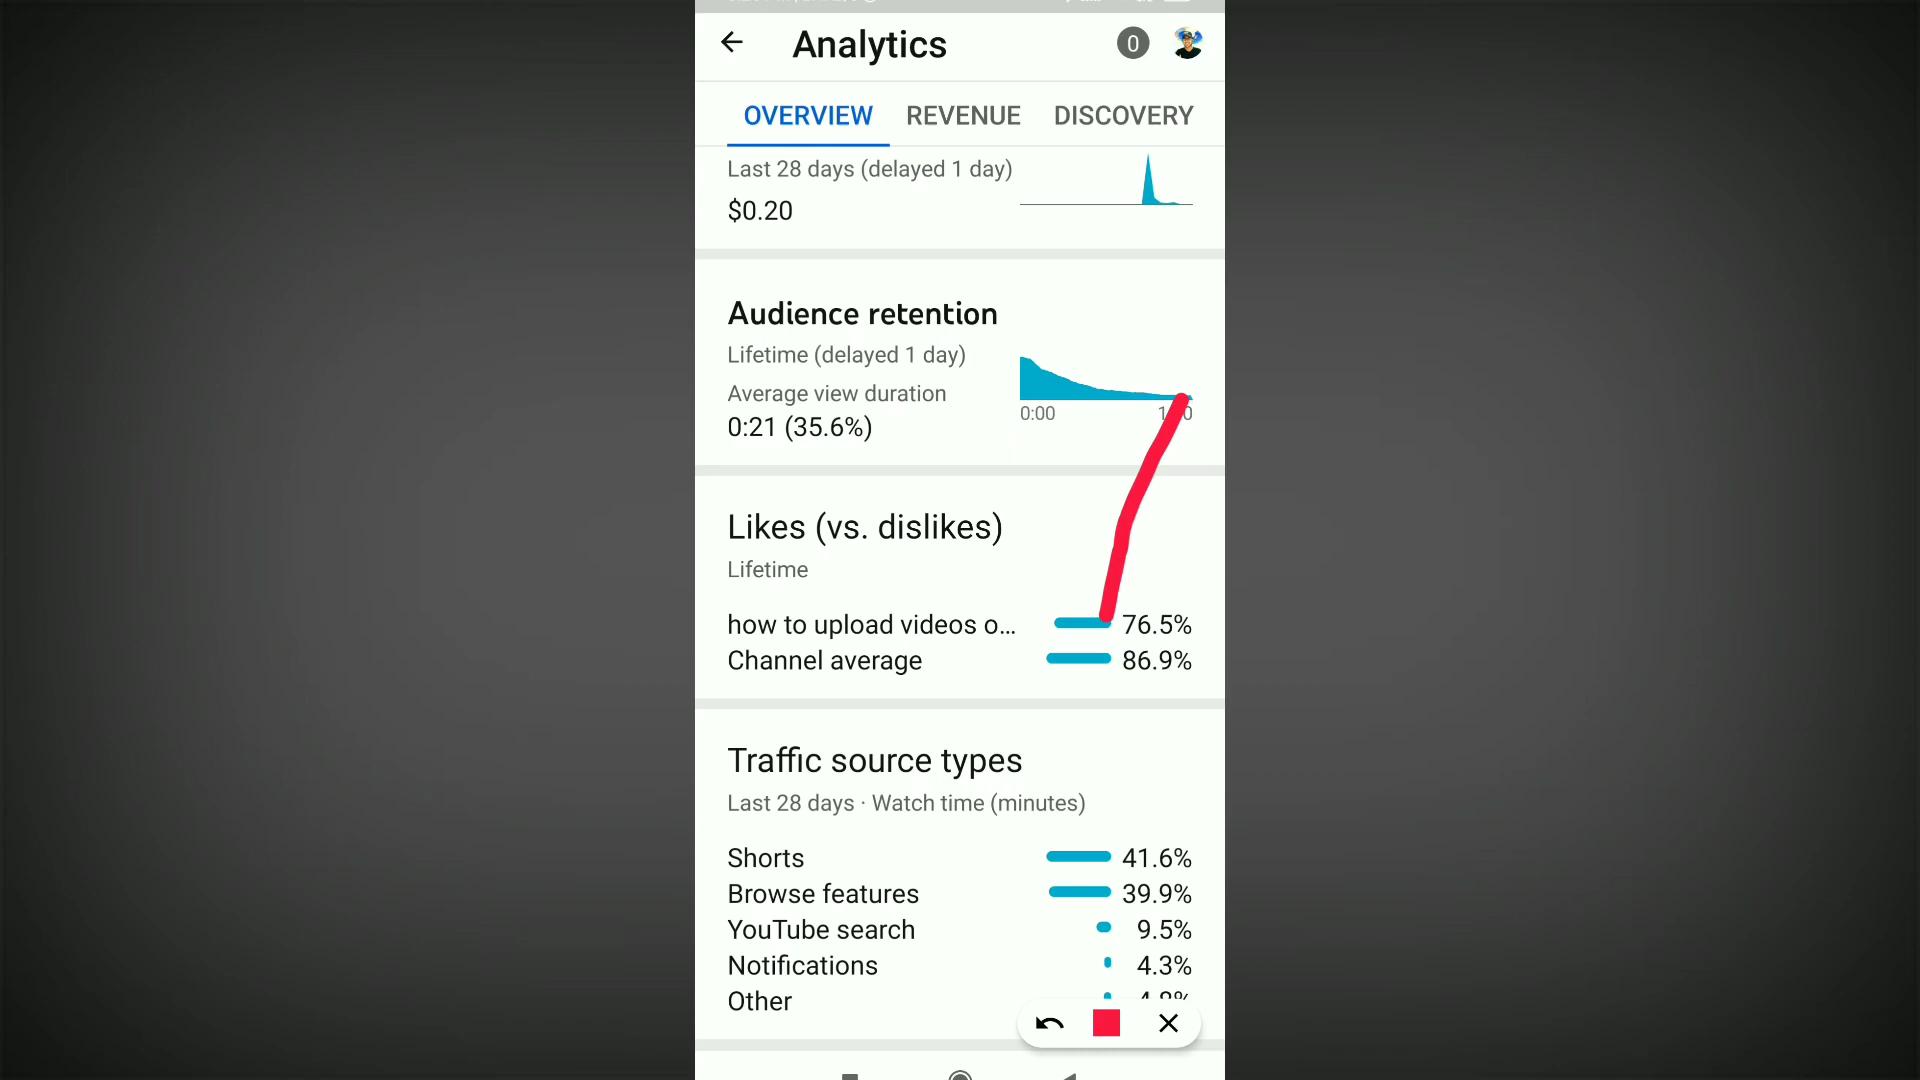 Analytics
0
OVERVIEW REVENUE DISCOVERY
Last 28 days (delayed 1 day)
$0.20
Audience retention
Lifetime (delayed 1 day)
Average view duration
0:21 (35.6%)
0:00
Likes (vs. dislikes)
Lifetime
how to upload videos o... 76.5%
Channel average 86.9%
Traffic source types
Last 28 days · Watch time (minutes)
Shorts 41.6%
Browse features 39.9%
YouTube search 9.5%
Notifications 4.3%
Other